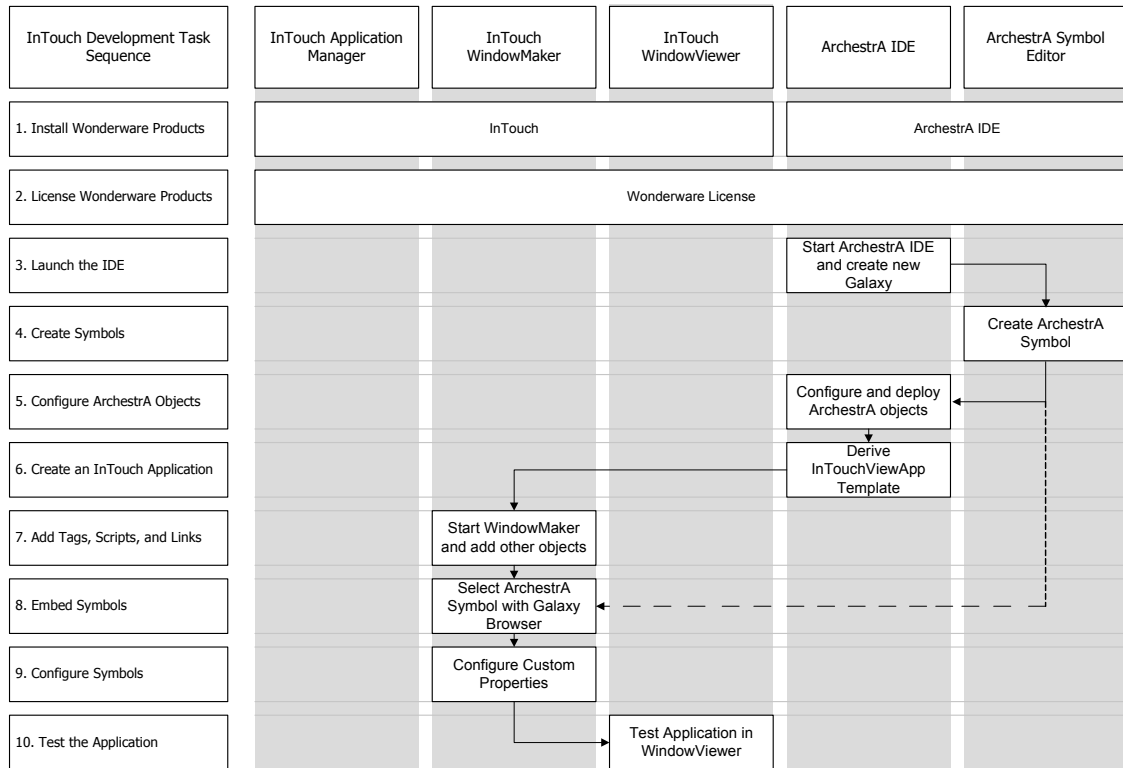 InTouch Development Task
Sequence
InTouch Application
Manager
InTouch
WindowMaker
InTouch
WindowViewer
ArchestrA IDE
ArchestrA Symbol
Editor
1. Install Wonderware Products
InTouch
ArchestrA IDE
2. License Wonderware Products
Wonderware License
3. Launch the IDE
Start ArchestrA IDE
and create new
Galaxy
4. Create Symbols
Create ArchestrA
Symbol
5. Configure ArchestrA Objects
Configure and deploy
ArchestrA objects
6. Create an InTouch Application
Derive
InTouchViewApp
Template
7. Add Tags, Scripts, and Links
Start WindowMaker
and add other objects
8. Embed Symbols
Select ArchestrA
Symbol with Galaxy
Browser
9. Configure Symbols
Configure Custom
Properties
10. Test the Application
Test Application in
WindowViewer